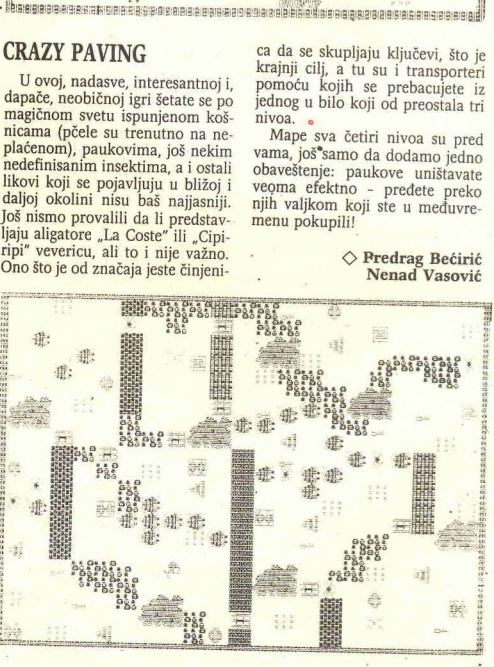 CRAZY PAVING
U ovoj, nadasve, interesantnoj i,
dapače, neobičnoj igri šetate se po
magičnom svetu ispunjenom koš-
nicama (pčele su trenutno na ne-
plaćenom), paukovima, još nekim
nedefinisanim insektima, a i ostali
likovi koji se pojavljuju u bližoj i
daljoj okolini nisu baš najjasniji.
Još nismo provalili da li predstav-
ljaju aligatore „La Coste" ili „Cipi-
ripi" vevericu, ali to i nije važno.
Ono što je od značaja jeste činjeni-
ca da se skupljaju ključevi, što je
krajnji cilj, a tu su i transporteri
pomoću kojih se prebacujete iz
jednog u bilo koji od preostala tri
nivoa.
Mape sva četiri nivoa su pred
vama, još samo da dodamo jedno
obaveštenje: paukove uništavate
veoma efektno – pređete preko
njih valjkom koji ste u međuvre-
menu pokupili!
◇ Predrag Bećirić
Nenad Vasović